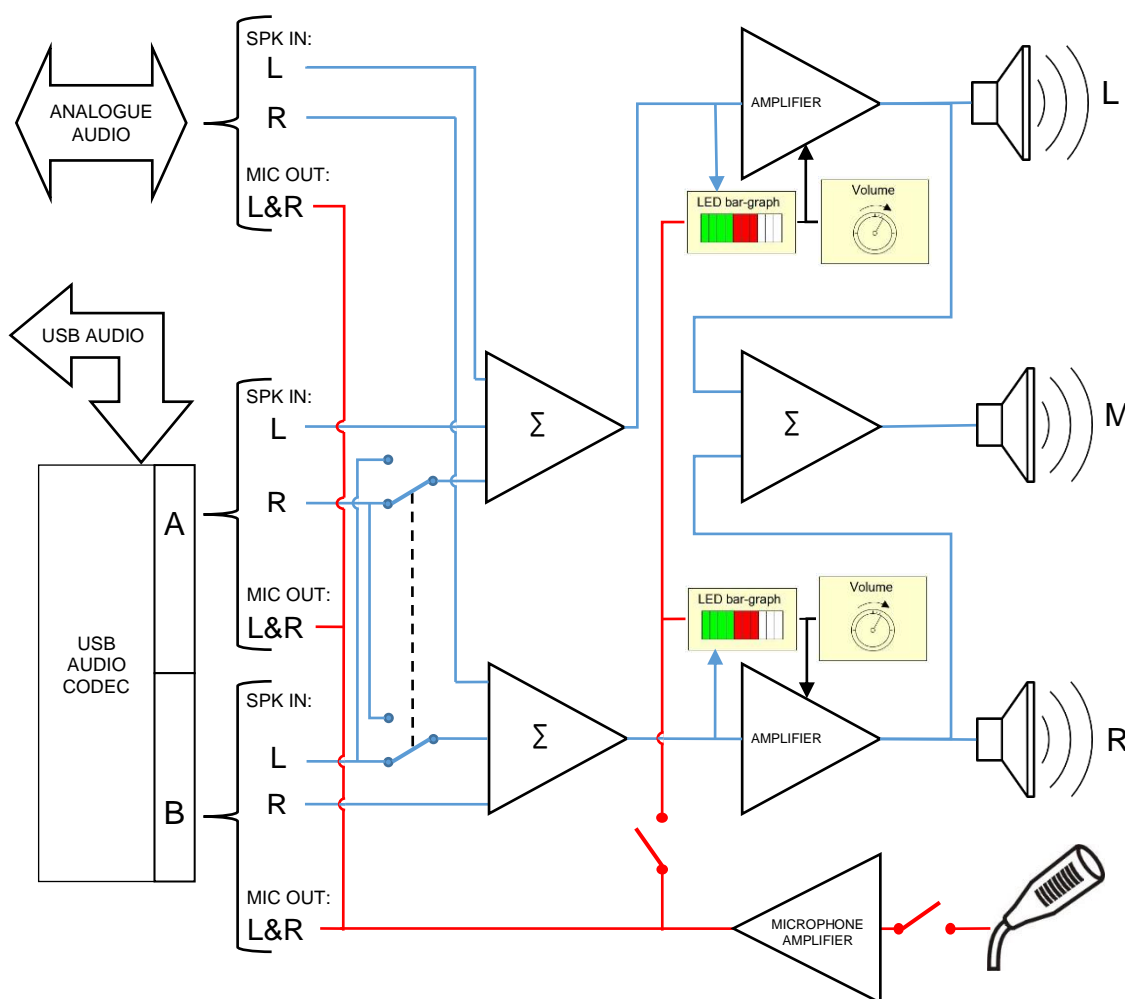 SPK IN:
L
R
MIC OUT:
L&R
ANALOGUE
AUDIO
USB AUDIO
SPK IN:
L
R
MIC OUT:
L&R
A
USB
AUDIO
CODEC
B
SPK IN:
L
R
MIC OUT:
L&R
Σ
Σ
AMPLIFIER
L
LED bar-graph
Volume
Σ
M
LED bar-graph
Volume
AMPLIFIER
R
MICROPHONE
AMPLIFIER